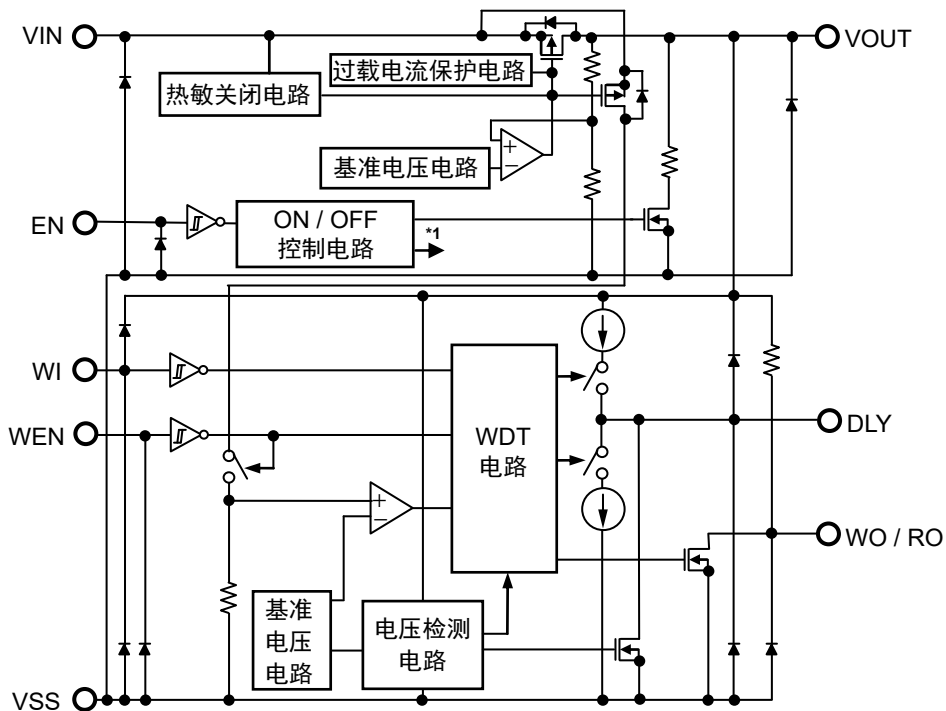 VIN
VOUT
过载电流保护电路
热敏关闭电路
+
−
基准电压电路
EN
ON / OFF
控制电路
*1
WI
WEN
WDT
电路
DLY
+
−
WO / RO
基准
电压
电路
电压检测
电路
VSS